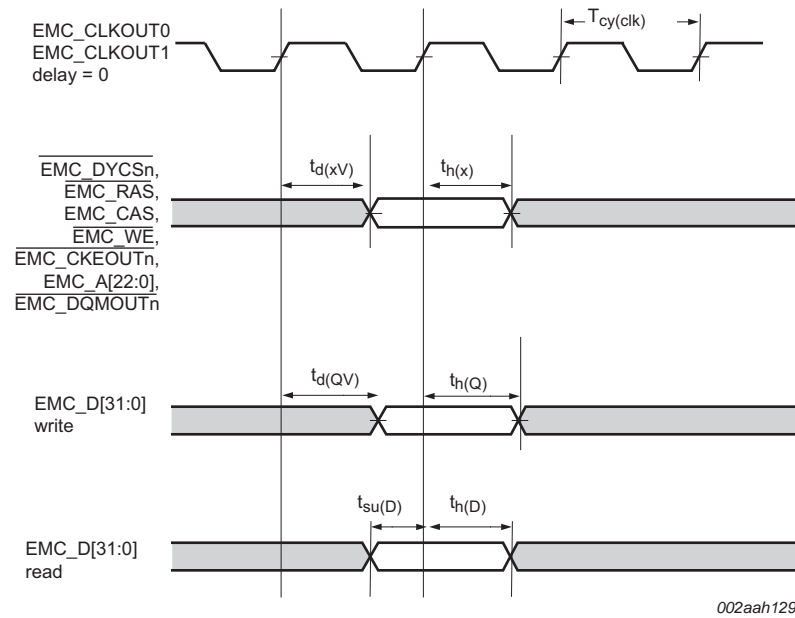 EMC_CLKOUT0
EMC_CLKOUT1
delay = 0
Tcy(clk)
EMC_DYCSn,
EMC_RAS,
EMC_CAS,
EMC_WE,
EMC_CKEOUTn,
EMC_A[22:0],
EMC_DQMOUTn
td(xV)
th(x)
EMC_D[31:0]
write
td(QV)
th(Q)
EMC_D[31:0]
read
tsu(D)
th(D)
002aah129